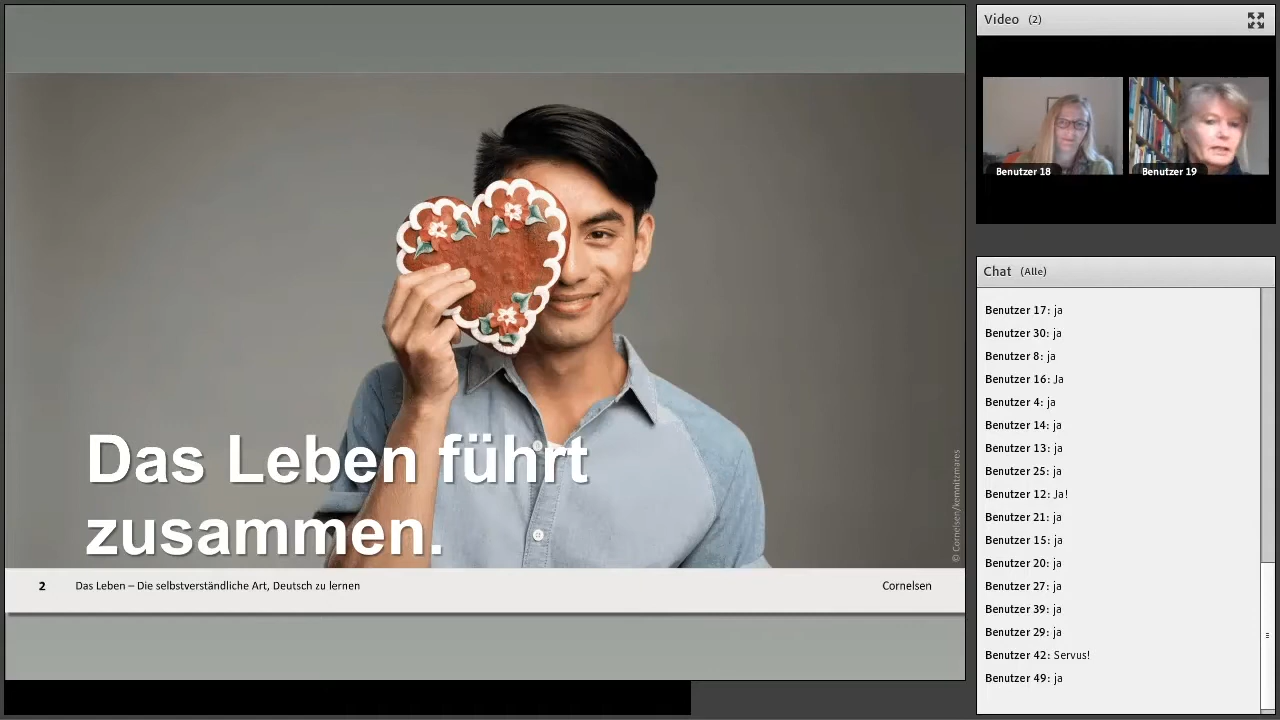 Das Leben führt
zusammen.
© Cornelsen/kemnitzmares
2 Das Leben – Die selbstverständliche Art, Deutsch zu lernen Cornelsen
Video (2)
Benutzer 18
Benutzer 19
Chat (Alle)
Benutzer 17: ja
Benutzer 30: ja
Benutzer 8: ja
Benutzer 16: Ja
Benutzer 4: ja
Benutzer 14: ja
Benutzer 13: ja
Benutzer 25: ja
Benutzer 12: Ja!
Benutzer 21: ja
Benutzer 15: ja
Benutzer 20: ja
Benutzer 27: ja
Benutzer 39: ja
Benutzer 29: ja
Benutzer 42: Servus!
Benutzer 49: ja